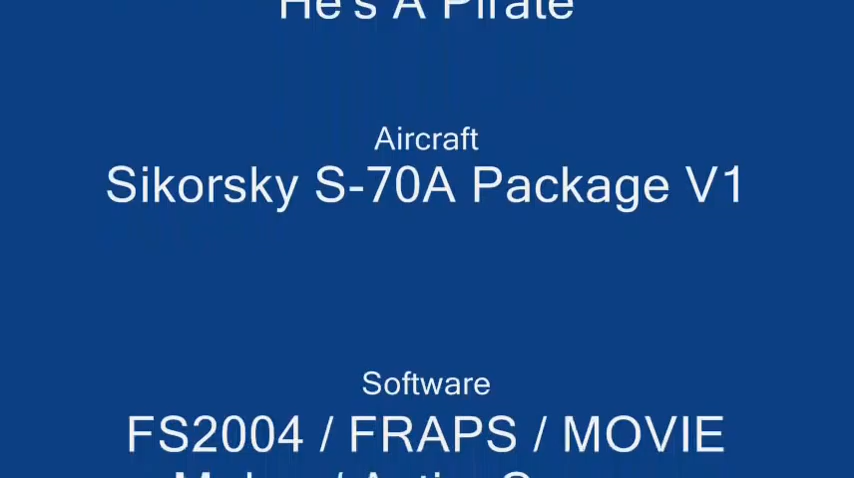 He's A Pirate
Aircraft
Sikorsky S-70A Package V1
Software
FS2004 / FRAPS / MOVIE